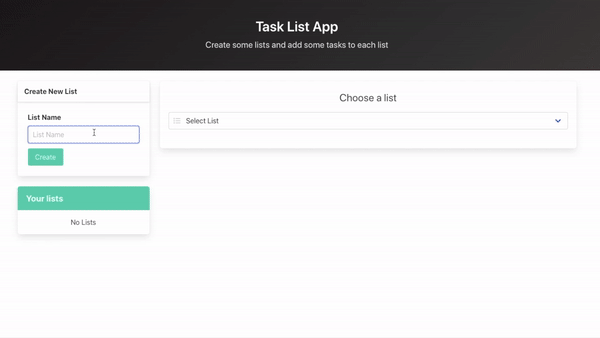 Task List App
Create some lists and add some tasks to each list
Create New List
List Name
List Name
Create
Your lists
No Lists
Choose a list
Select List